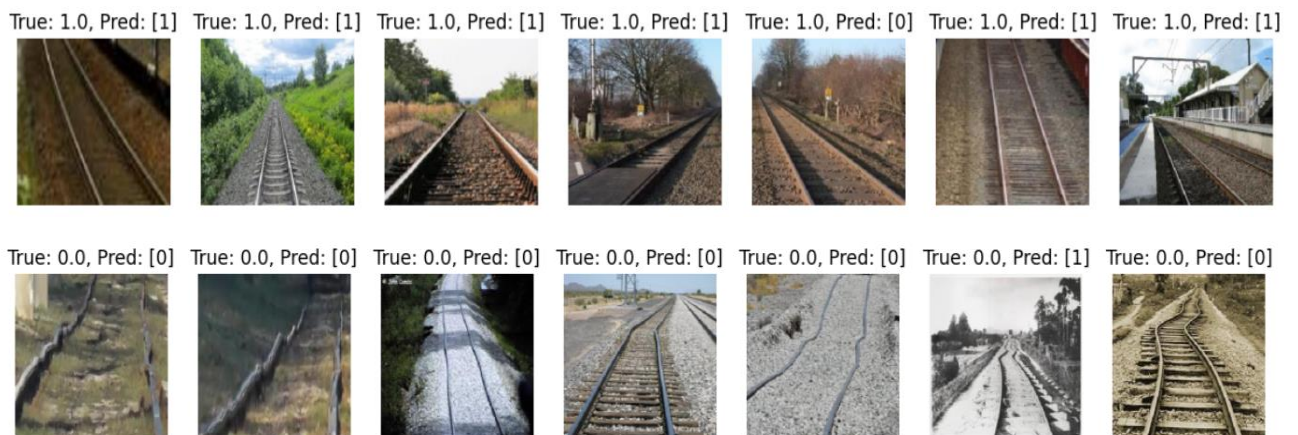 True: 1.0, Pred: [1] True: 1.0, Pred: [1] True: 1.0, Pred: [1] True: 1.0, Pred: [1] True: 1.0, Pred: [0] True: 1.0, Pred: [1] True: 1.0, Pred: [1]
True: 0.0, Pred: [0] True: 0.0, Pred: [0] True: 0.0, Pred: [0] True: 0.0, Pred: [0] True: 0.0, Pred: [0] True: 0.0, Pred: [1] True: 0.0, Pred: [0]